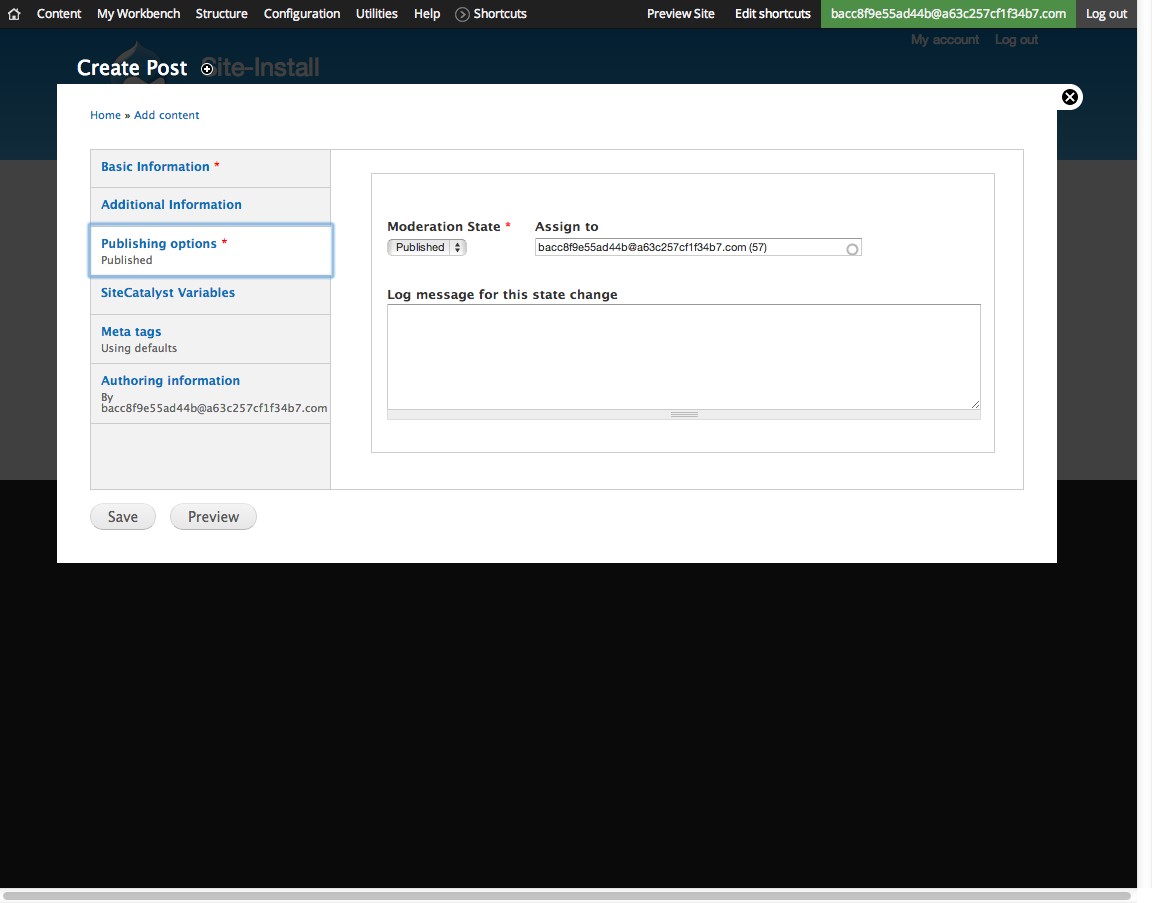 Content My Workbench Structure Configuration Utilities Help Shortcuts Preview Site Edit shortcuts bacc8f9e55ad44b@a63c257cf1f34b7.com Log out
My account Log out
Create Post Site-Install
Home » Add content
Basic Information *
Additional Information
Publishing options *
Published
SiteCatalyst Variables
Meta tags
Using defaults
Authoring information
By
bacc8f9e55ad44b@a63c257cf1f34b7.com
Moderation State * Assign to
Published bacc8f9e55ad44b@a63c257cf1f34b7.com (57)
Log message for this state change
Save Preview